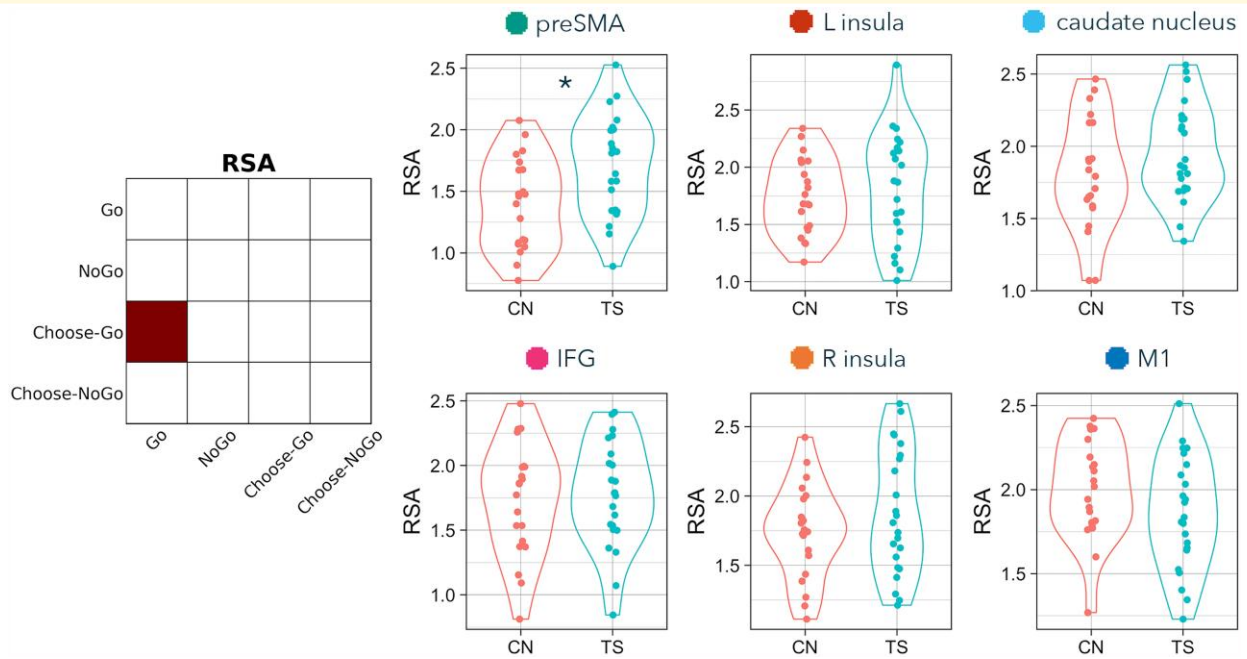 RSA
Go
NoGo
Choose-Go
Choose-NoGo
Go
NoGo
Choose-Go
Choose-NoGo
preSMA
RSA
2.5
2.0
1.5
1.0
*
CN
TS
L insula
RSA
2.5
2.0
1.5
1.0
CN
TS
caudate nucleus
RSA
2.5
2.0
1.5
1.0
CN
TS
IFG
RSA
2.5
2.0
1.5
1.0
CN
TS
R insula
RSA
2.5
2.0
1.5
CN
TS
M1
RSA
2.5
2.0
1.5
CN
TS